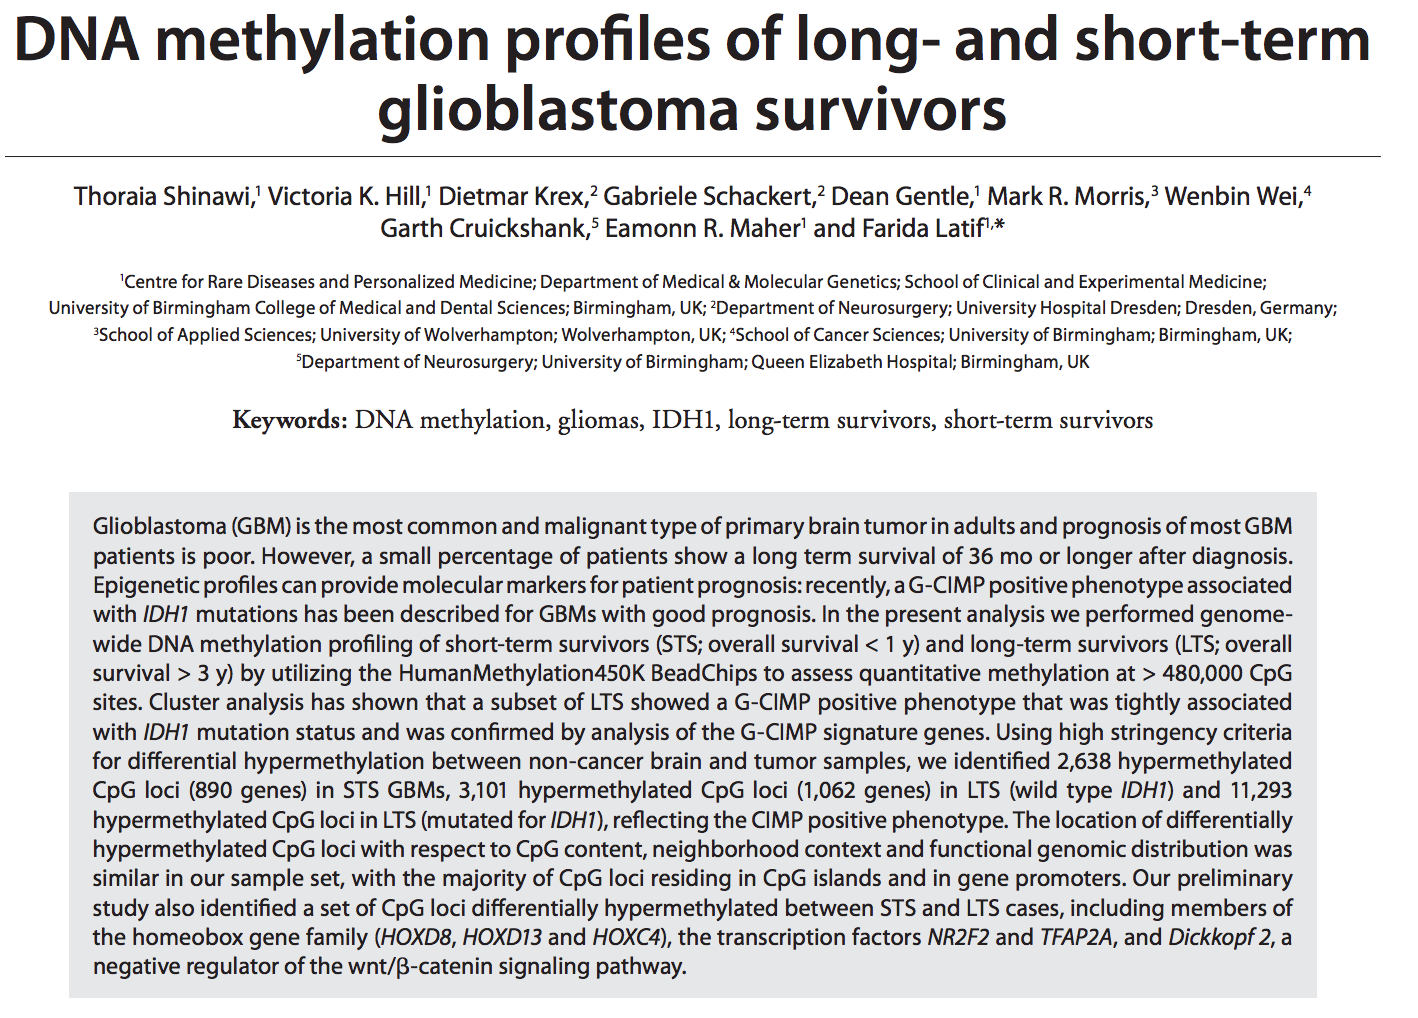 DNA methylation profiles of long- and short-term
glioblastoma survivors
Thoraia Shinawi,¹ Victoria K. Hill,¹ Dietmar Krex,² Gabriele Schackert,² Dean Gentle,¹ Mark R. Morris,³ Wenbin Wei,⁴
Garth Cruickshank,⁵ Eamonn R. Maher¹ and Farida Latif¹,*
¹Centre for Rare Diseases and Personalized Medicine; Department of Medical & Molecular Genetics; School of Clinical and Experimental Medicine;
University of Birmingham College of Medical and Dental Sciences; Birmingham, UK; ²Department of Neurosurgery; University Hospital Dresden; Dresden, Germany;
³School of Applied Sciences; University of Wolverhampton; Wolverhampton, UK; ⁴School of Cancer Sciences; University of Birmingham; Birmingham, UK;
⁵Department of Neurosurgery; University of Birmingham; Queen Elizabeth Hospital; Birmingham, UK
Keywords: DNA methylation, gliomas, IDH1, long-term survivors, short-term survivors
Glioblastoma (GBM) is the most common and malignant type of primary brain tumor in adults and prognosis of most GBM
patients is poor. However, a small percentage of patients show a long term survival of 36 mo or longer after diagnosis.
Epigenetic profiles can provide molecular markers for patient prognosis: recently, a G-CIMP positive phenotype associated
with IDH1 mutations has been described for GBMs with good prognosis. In the present analysis we performed genome-
wide DNA methylation profiling of short-term survivors (STS; overall survival < 1 y) and long-term survivors (LTS; overall
survival > 3 y) by utilizing the HumanMethylation450K BeadChips to assess quantitative methylation at > 480,000 CpG
sites. Cluster analysis has shown that a subset of LTS showed a G-CIMP positive phenotype that was tightly associated
with IDH1 mutation status and was confirmed by analysis of the G-CIMP signature genes. Using high stringency criteria
for differential hypermethylation between non-cancer brain and tumor samples, we identified 2,638 hypermethylated
CpG loci (890 genes) in STS GBMs, 3,101 hypermethylated CpG loci (1,062 genes) in LTS (wild type IDH1) and 11,293
hypermethylated CpG loci in LTS (mutated for IDH1), reflecting the CIMP positive phenotype. The location of differentially
hypermethylated CpG loci with respect to CpG content, neighborhood context and functional genomic distribution was
similar in our sample set, with the majority of CpG loci residing in CpG islands and in gene promoters. Our preliminary
study also identified a set of CpG loci differentially hypermethylated between STS and LTS cases, including members of
the homeobox gene family (HOXD8, HOXD13 and HOXC4), the transcription factors NR2F2 and TFAP2A, and Dickkopf 2, a
negative regulator of the wnt/β-catenin signaling pathway.